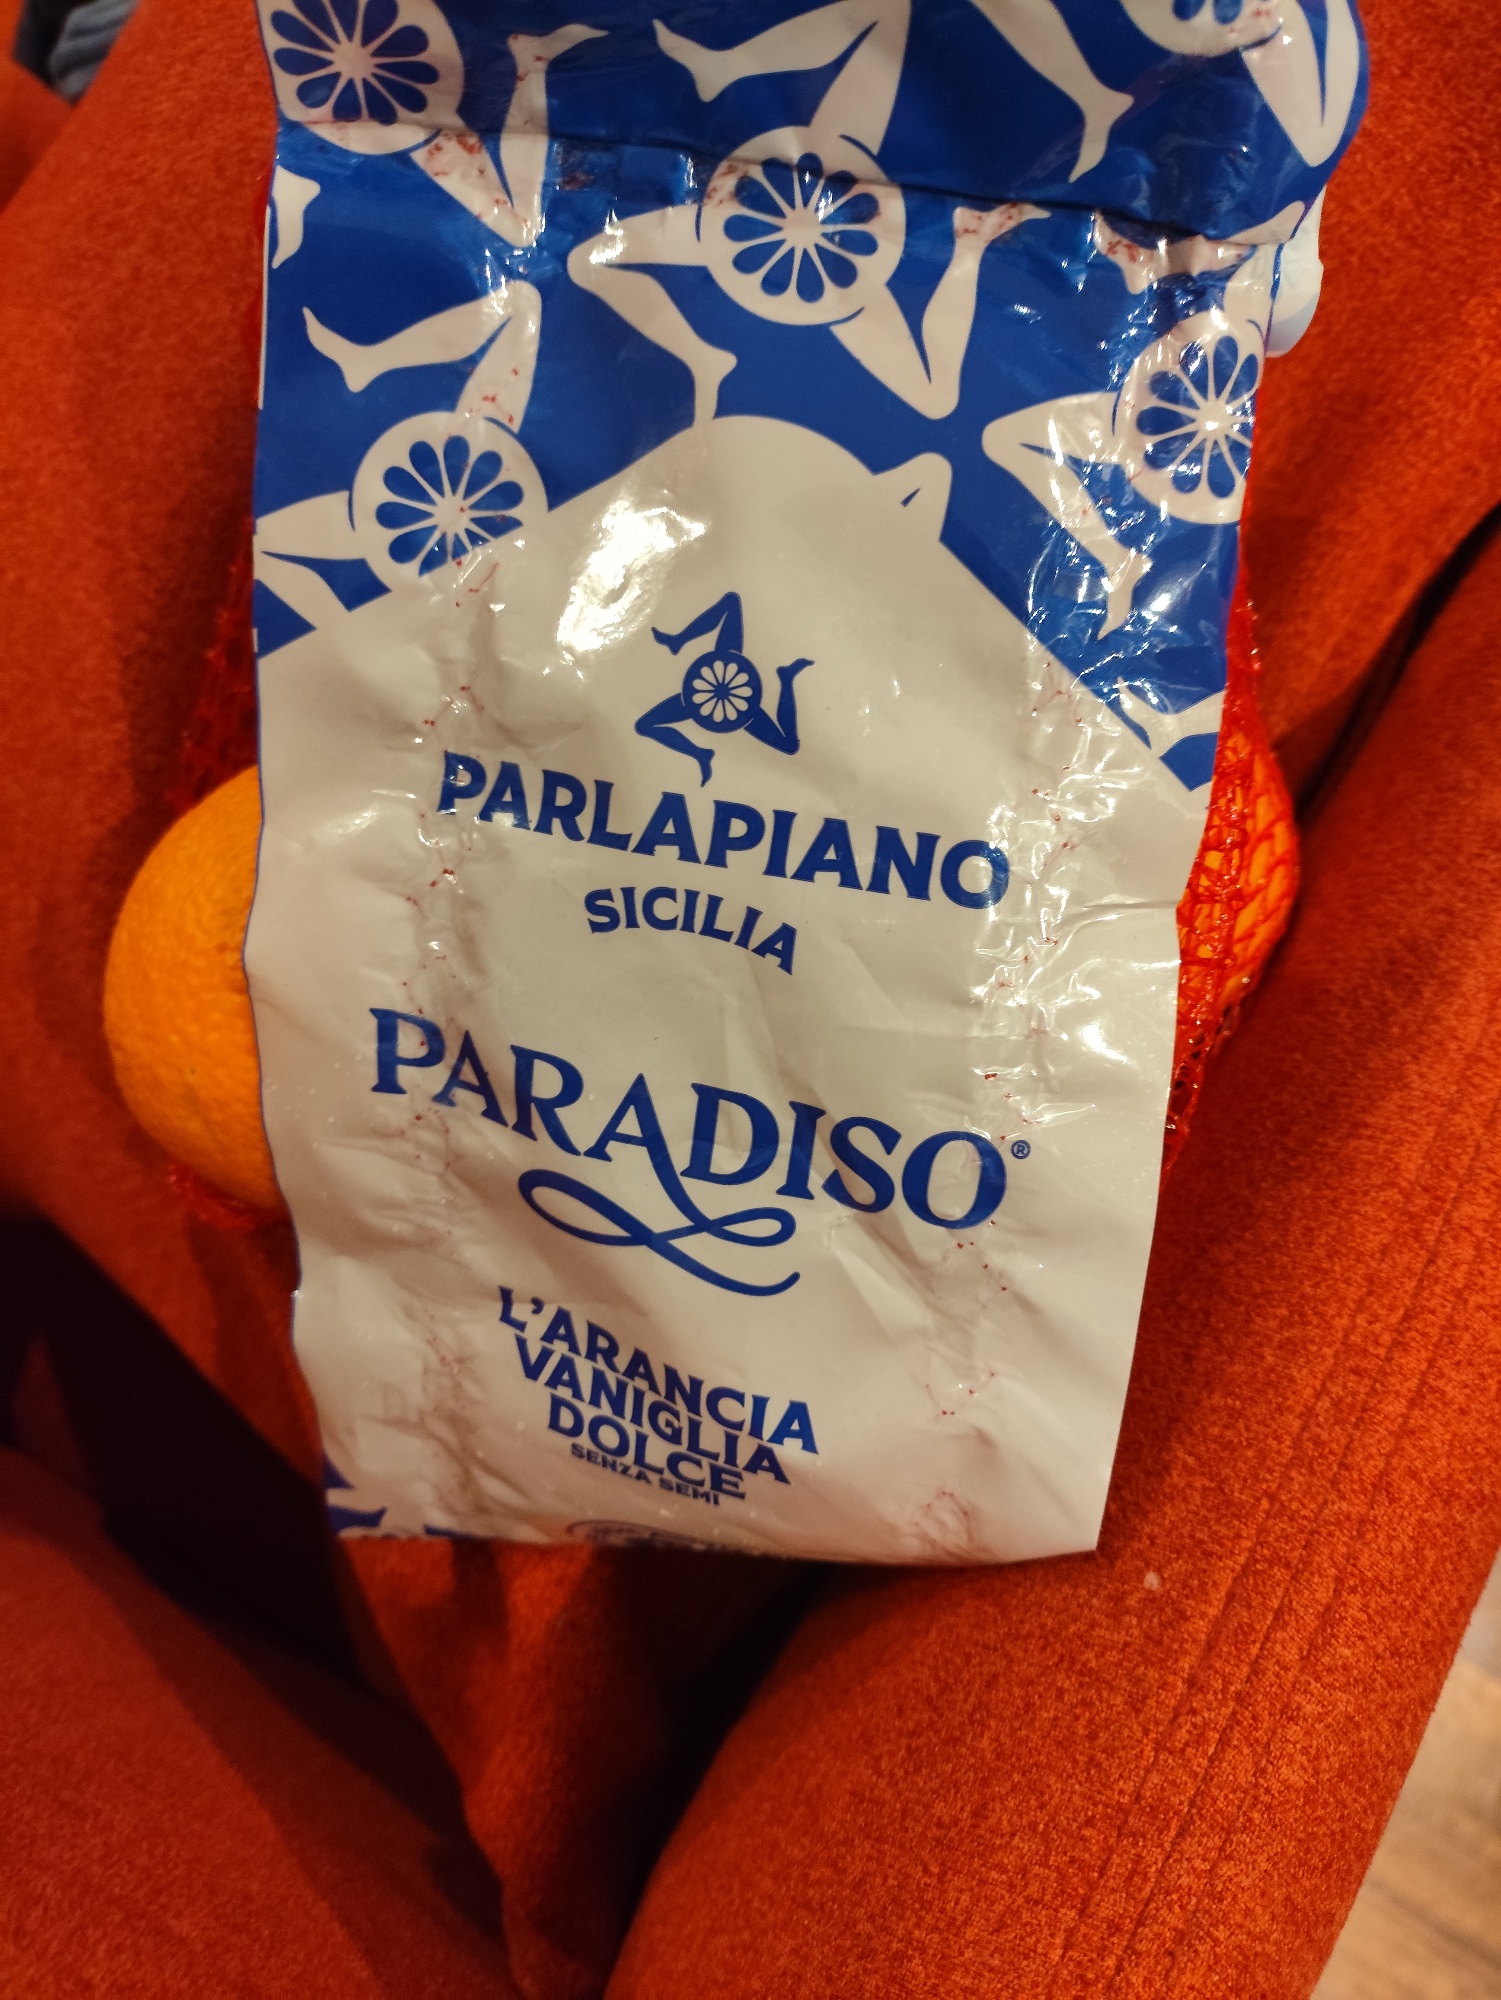 PARLAPIANO
SICILIA
PARADISO®
L'ARANCIA
VANIGLIA
DOLCE
SENZA SEMI